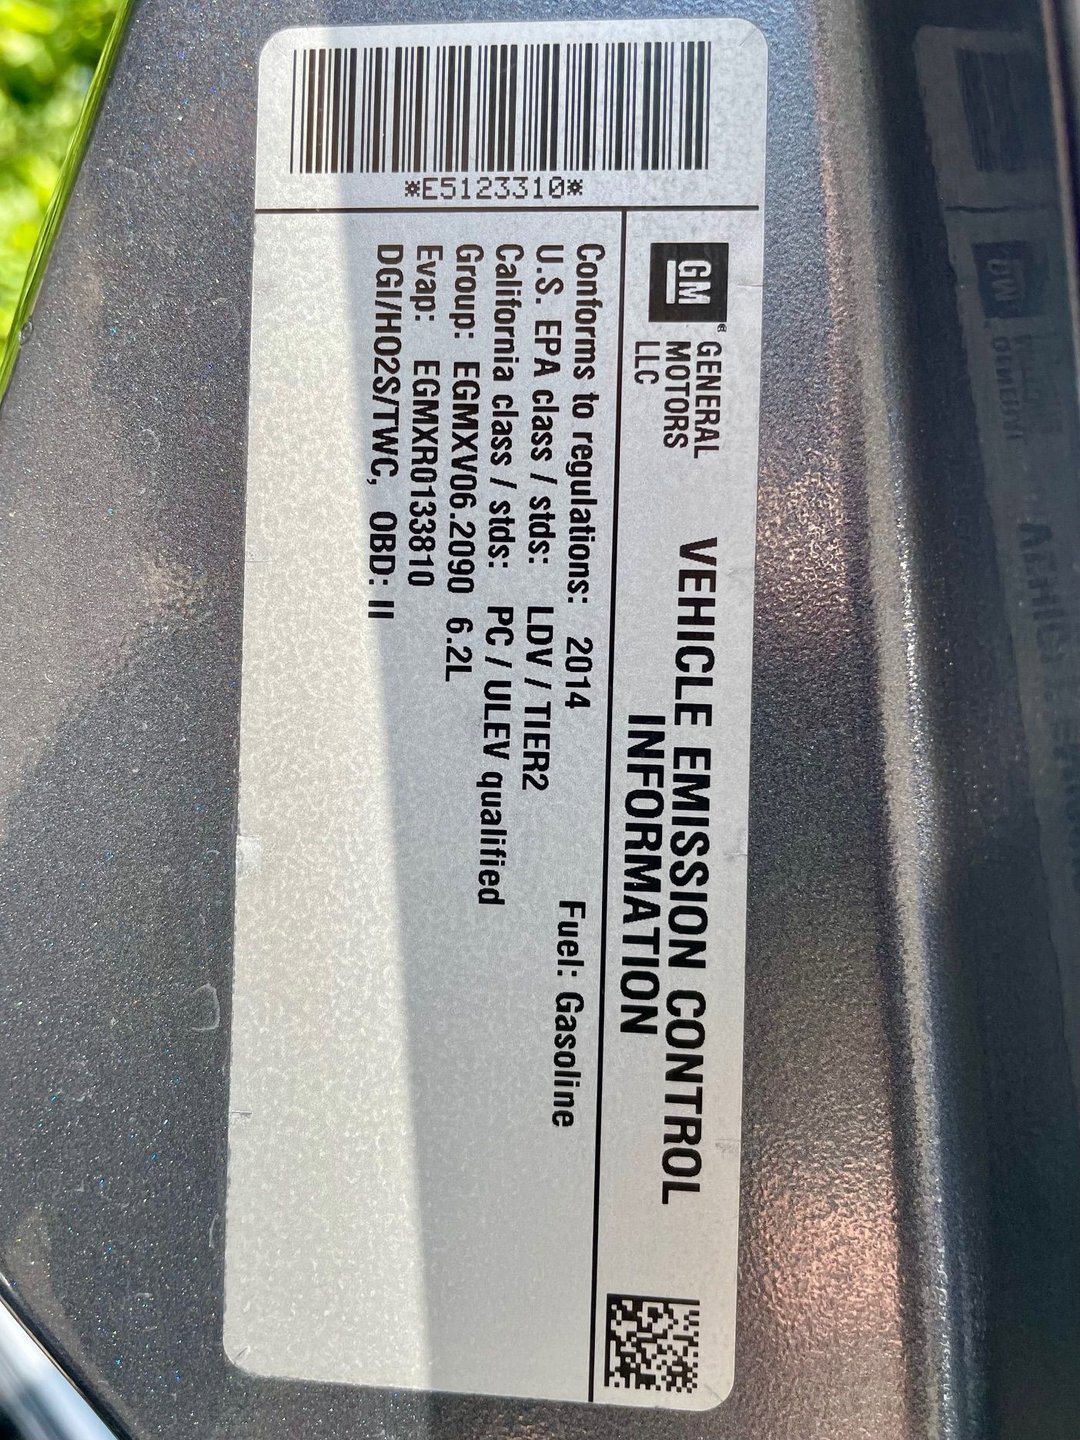 *E5123310*
GM
GENERAL
MOTORS
LLC
VEHICLE EMISSION CONTROL
INFORMATION
Conforms to regulations: 2014 Fuel: Gasoline
U.S. EPA class / stds: LDV / TIER2
California class / stds: PC / ULEV qualified
Group: EGMXV06.2090 6.2L
Evap: EGMXR0133810
DGI/HO2S/TWC, OBD: II